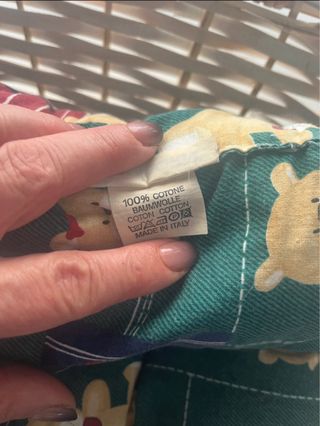 100% COTONE
BAUMWOLLE
COTON COTTON
MADE IN ITALY